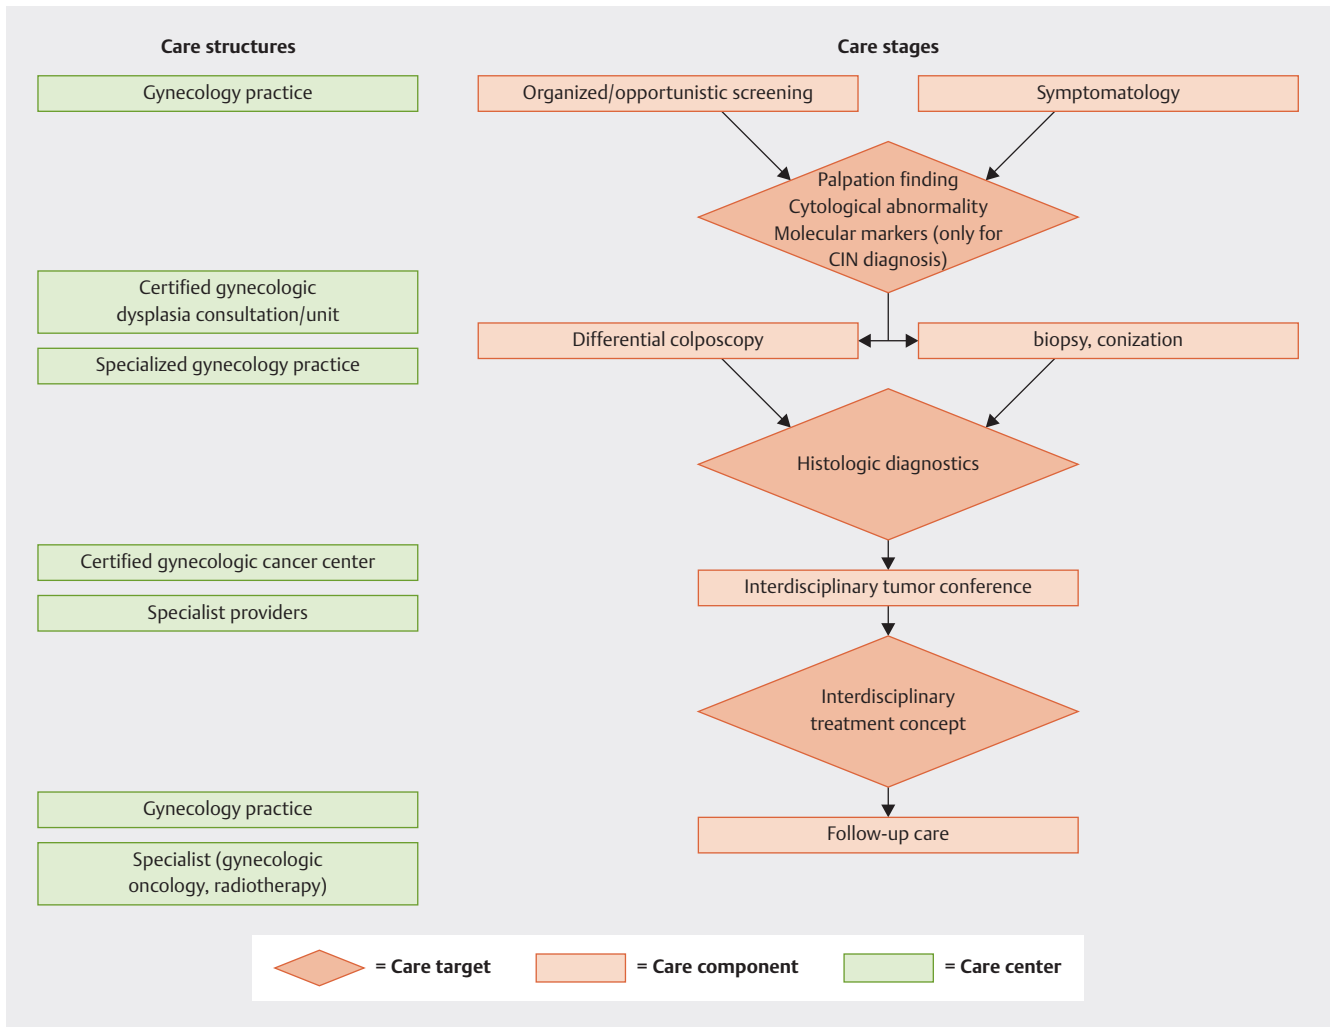 Care structures
Care stages
Gynecology practice
Organized/opportunistic screening
Symptomatology
Palpation finding
Cytological abnormality
Molecular markers (only for
CIN diagnosis)
Certified gynecologic
dysplasia consultation/unit
Differential colposcopy
biopsy, conization
Specialized gynecology practice
Histologic diagnostics
Certified gynecologic cancer center
Interdisciplinary tumor conference
Specialist providers
Interdisciplinary
treatment concept
Gynecology practice
Follow-up care
Specialist (gynecologic
oncology, radiotherapy)
= Care target
= Care component
= Care center